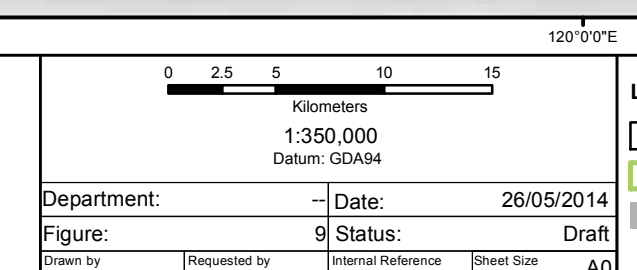 120°0'0"E
0 2.5 5 10 15
Kilometers
1:350,000
Datum: GDA94
Department: -- Date: 26/05/2014
Figure: 9 Status: Draft
Drawn by Requested by Internal Reference Sheet Size A0